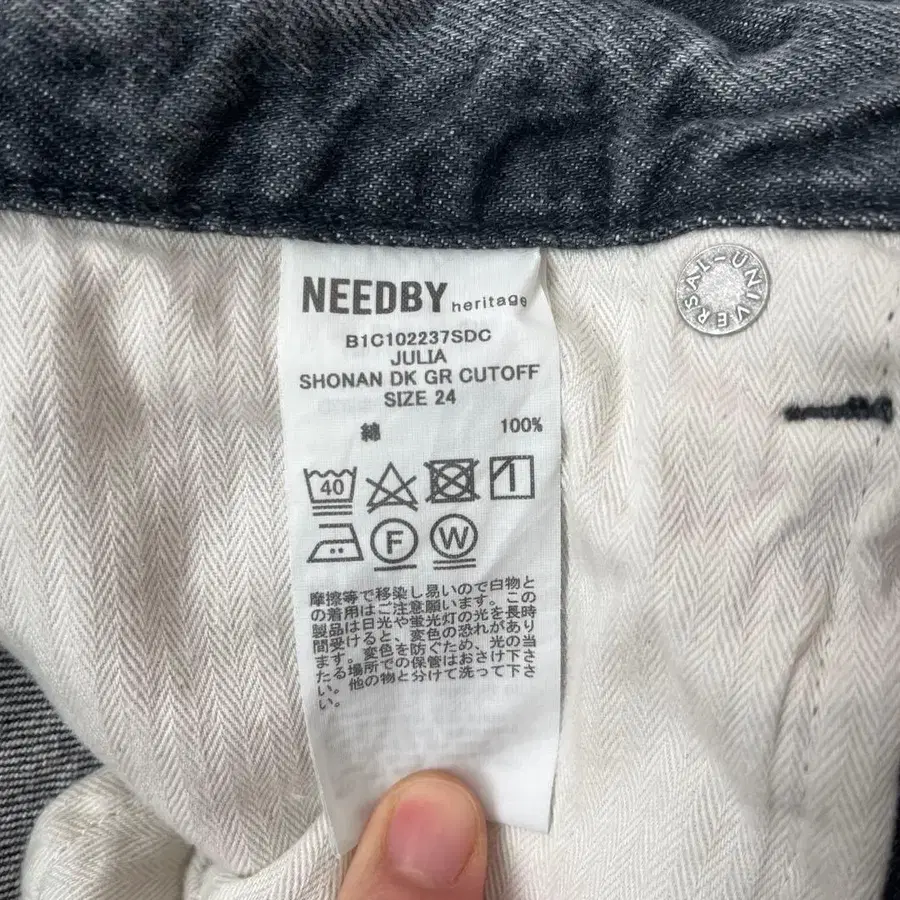 NEEDBY heritage
B1C102237SDC
JULIA
SHONAN DK GR CUTOFF
SIZE 24
綿 100%
40
F W
摩擦等で移染し易いので白物と
の着用はご注意願います。この
製品は日光や蛍光灯の光を長時
間受けると、変色の恐れがあり
ます。変色を防ぐため、光の当
たる場所での保管はおさけ下さ
い。他の物と分けて洗って下さ
い。
UNIVERSAL